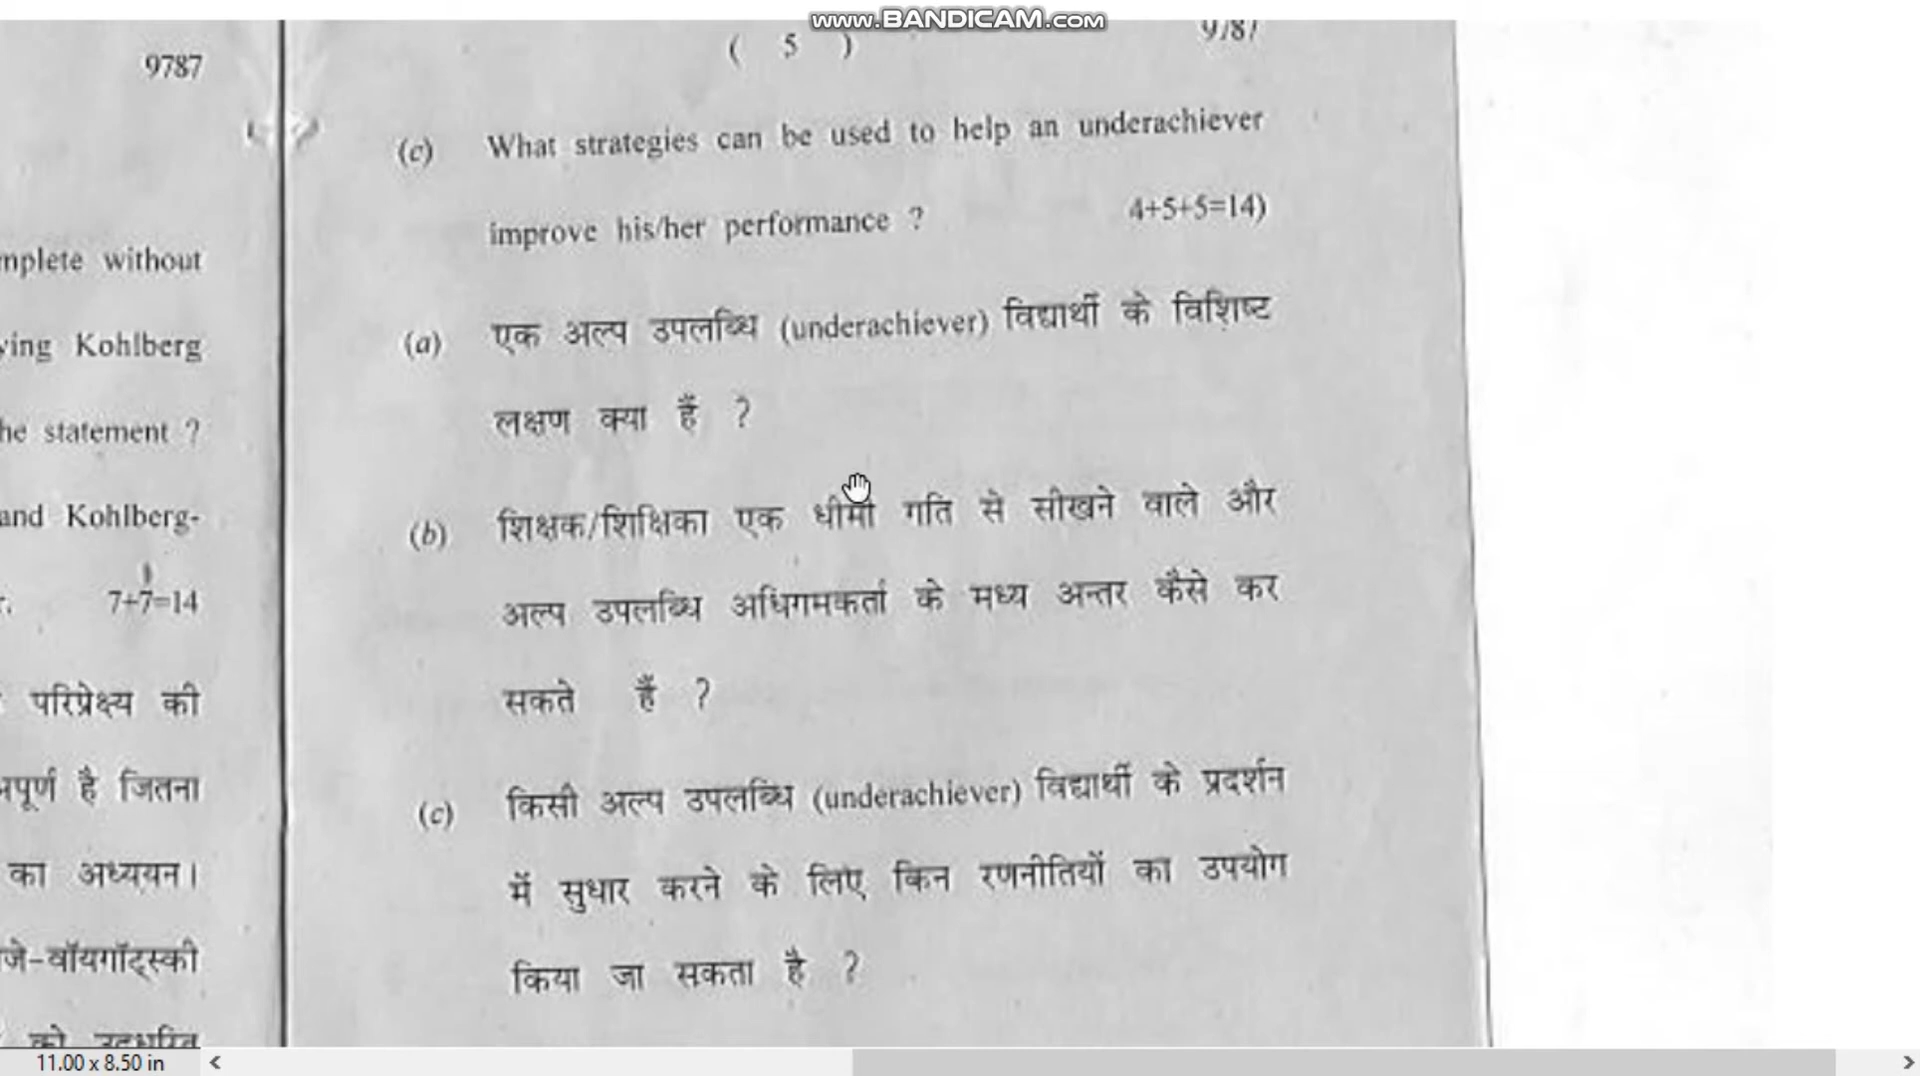 www.BANDICAM.com
9787
mplete without
ying Kohlberg
he statement ?
and Kohlberg-
7+7=14
परिप्रेक्ष्य की
पूर्ण है जितना
का अध्ययन।
जे-वॉयगॉट्स्की
( 5 )
9787
(c) What strategies can be used to help an underachiever
improve his/her performance ? 4+5+5=14)
(a) एक अल्प उपलब्धि (underachiever) विद्यार्थी के विशिष्ट
लक्षण क्या हैं ?
(b) शिक्षक/शिक्षिका एक धीमी गति से सीखने वाले और
अल्प उपलब्धि अधिगमकर्ता के मध्य अन्तर कैसे कर
सकते हैं ?
(c) किसी अल्प उपलब्धि (underachiever) विद्यार्थी के प्रदर्शन
में सुधार करने के लिए किन रणनीतियों का उपयोग
किया जा सकता है ?
11.00 x 8.50 in